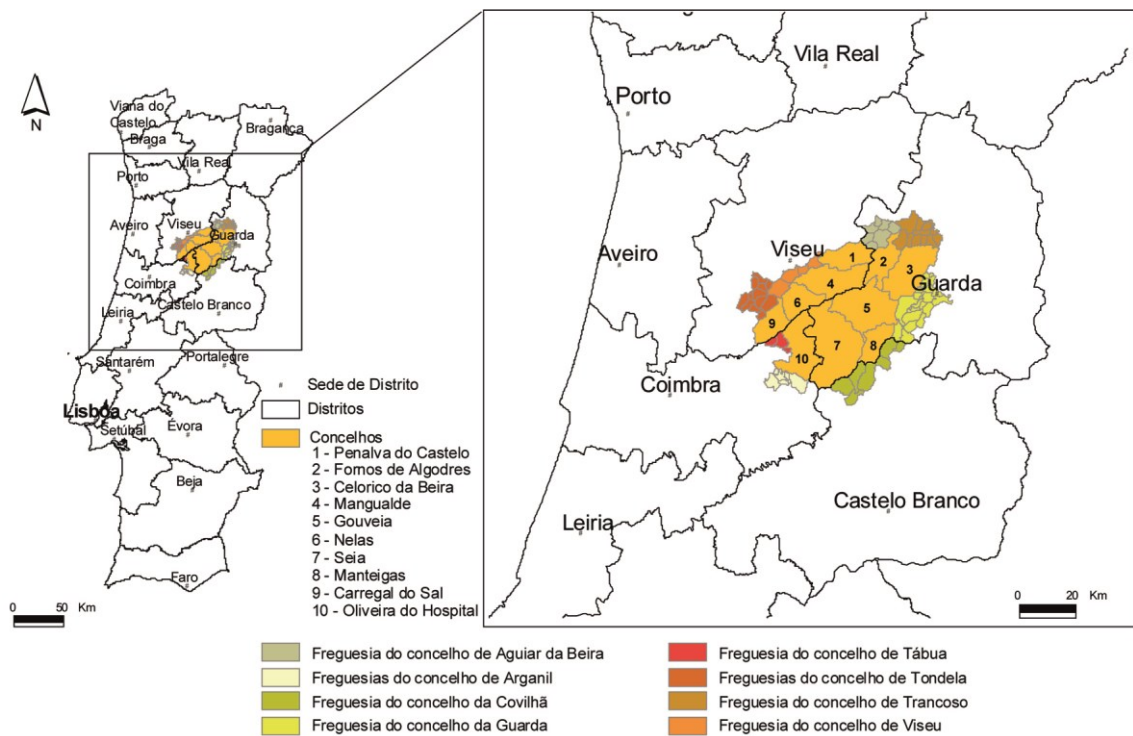 N
Viana do
Castelo
Braga
Bragança
Vila Real
Porto
Aveiro
Viseu
Guarda
Coimbra
Castelo Branco
Leiria
Santarém
Portalegre
Lisboa
Setúbal
Évora
Beja
Faro
0 50 Km
Sede de Distrito
Distritos
Concelhos
1 - Penalva do Castelo
2 - Fornos de Algodres
3 - Celorico da Beira
4 - Mangualde
5 - Gouveia
6 - Nelas
7 - Seia
8 - Manteigas
9 - Carregal do Sal
10 - Oliveira do Hospital
Vila Real
Porto
Aveiro
Viseu
Guarda
1
2
3
4
5
6
7
8
9
10
Coimbra
Castelo Branco
Leiria
0 20 Km
Freguesia do concelho de Aguiar da Beira
Freguesias do concelho de Arganil
Freguesia do concelho da Covilhã
Freguesia do concelho da Guarda
Freguesia do concelho de Tábua
Freguesias do concelho de Tondela
Freguesia do concelho de Trancoso
Freguesia do concelho de Viseu